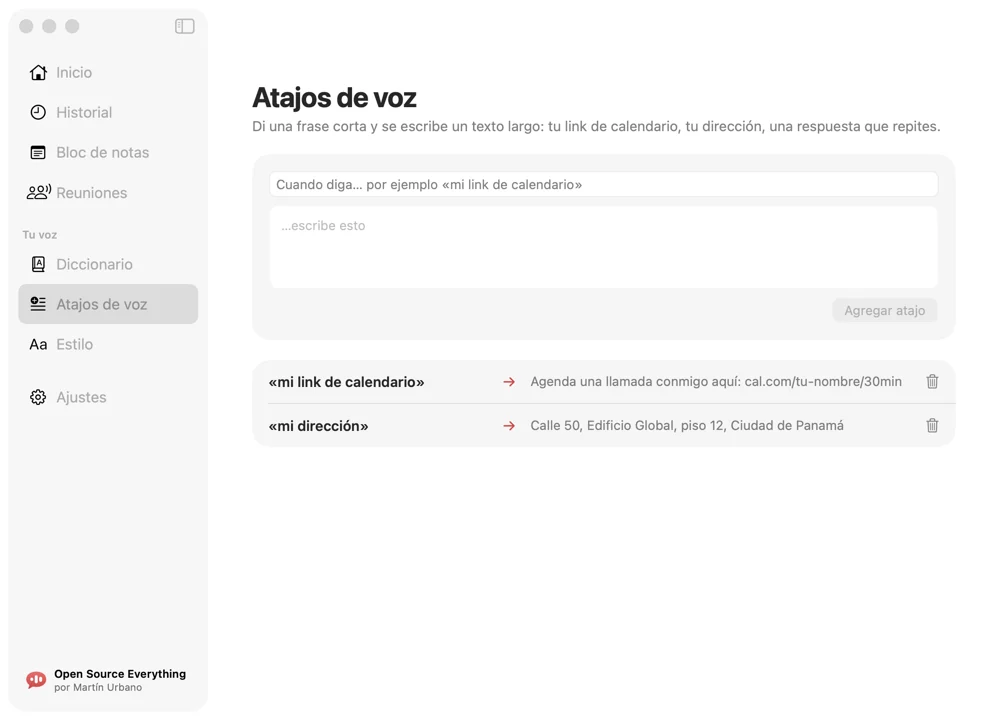 Inicio
Historial
Bloc de notas
Reuniones
Tu voz
A
Diccionario
Atajos de voz
Aa Estilo
Ajustes
Open Source Everything
por Martín Urbano
Atajos de voz
Di una frase corta y se escribe un texto largo: tu link de calendario, tu dirección, una respuesta que repites.
Cuando diga... por ejemplo «mi link de calendario»
...escribe esto
Agregar atajo
«mi link de calendario» → Agenda una llamada conmigo aquí: cal.com/tu-nombre/30min
«mi dirección» → Calle 50, Edificio Global, piso 12, Ciudad de Panamá